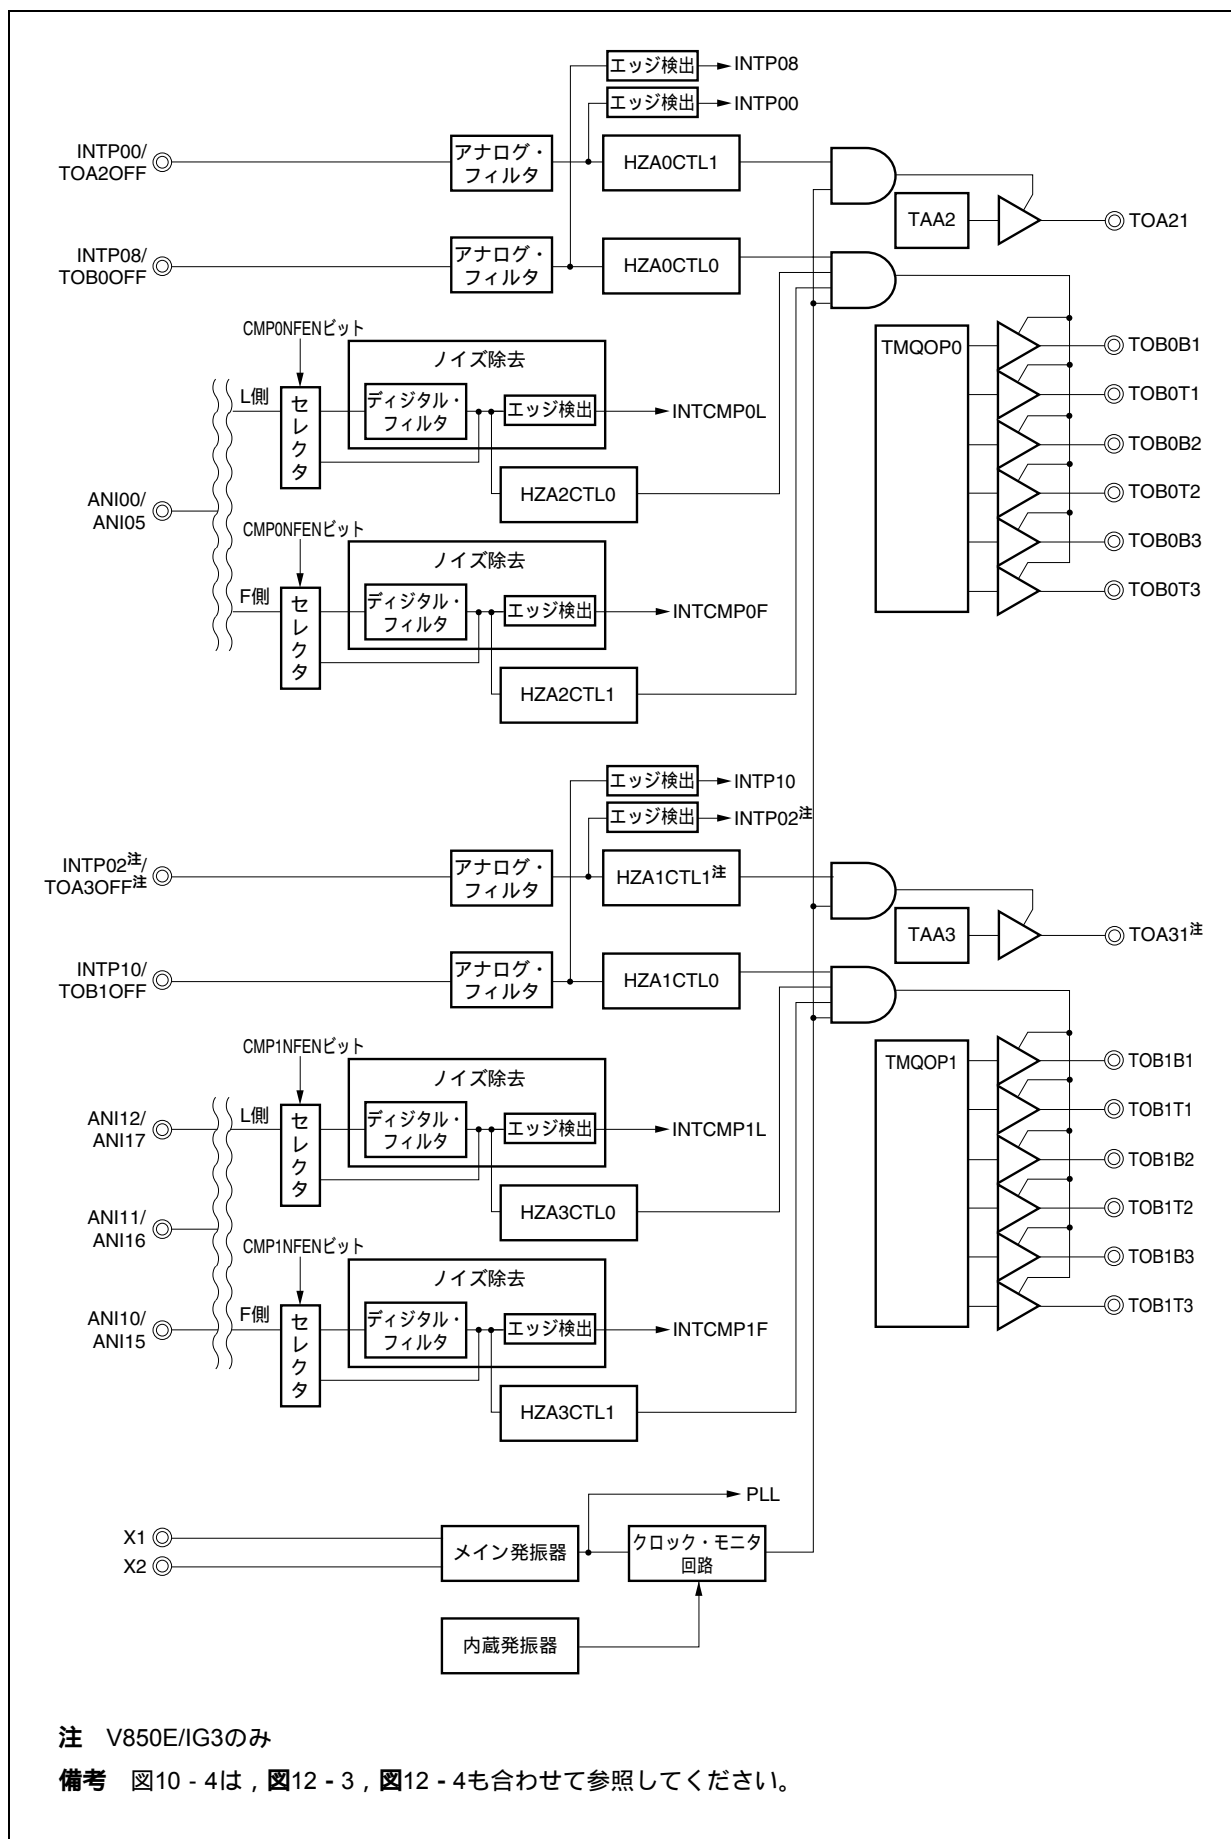 エッジ検出
INTP08
エッジ検出
INTP00
INTP00/
TOA2OFF
アナログ・
フィルタ
HZA0CTL1
TAA2
TOA21
INTP08/
TOB0OFF
アナログ・
フィルタ
HZA0CTL0
CMP0NFENビット
L側
セレクタ
ノイズ除去
ディジタル・
フィルタ
エッジ検出
INTCMP0L
HZA2CTL0
ANI00/
ANI05
CMP0NFENビット
F側
セレクタ
ノイズ除去
ディジタル・
フィルタ
エッジ検出
INTCMP0F
HZA2CTL1
TMQOP0
TOB0B1
TOB0T1
TOB0B2
TOB0T2
TOB0B3
TOB0T3
エッジ検出
INTP10
エッジ検出
INTP02注
INTP02注/
TOA3OFF注
アナログ・
フィルタ
HZA1CTL1注
TAA3
TOA31注
INTP10/
TOB1OFF
アナログ・
フィルタ
HZA1CTL0
CMP1NFENビット
ANI12/
ANI17
L側
セレクタ
ノイズ除去
ディジタル・
フィルタ
エッジ検出
INTCMP1L
HZA3CTL0
ANI11/
ANI16
CMP1NFENビット
ANI10/
ANI15
F側
セレクタ
ノイズ除去
ディジタル・
フィルタ
エッジ検出
INTCMP1F
HZA3CTL1
TMQOP1
TOB1B1
TOB1T1
TOB1B2
TOB1T2
TOB1B3
TOB1T3
PLL
X1
X2
メイン発振器
クロック・モニタ
回路
内蔵発振器
注 V850E/IG3のみ
備考 図10-4は，図12-3，図12-4も合わせて参照してください。